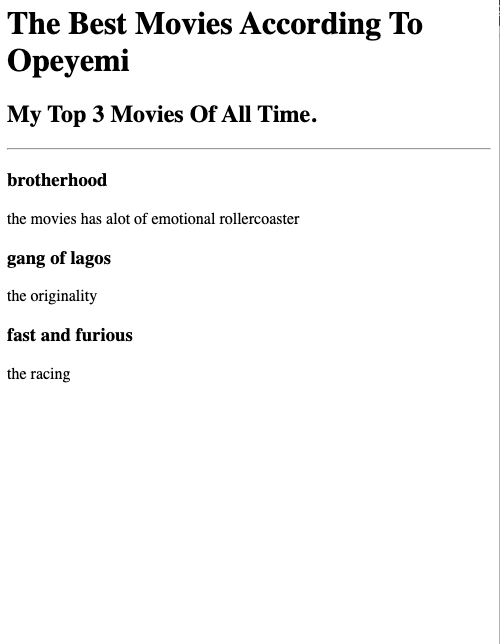 The Best Movies According To
Opeyemi
My Top 3 Movies Of All Time.
brotherhood
the movies has alot of emotional rollercoaster
gang of lagos
the originality
fast and furious
the racing